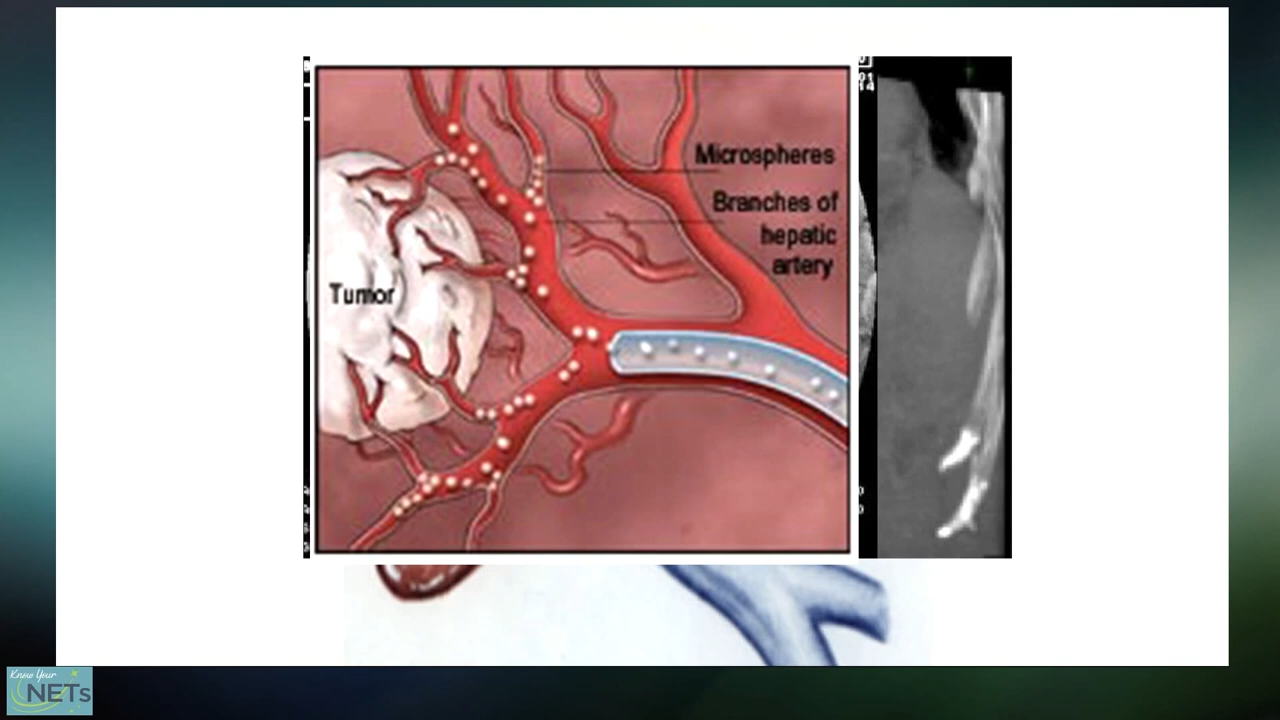 Microspheres
Branches of
hepatic
artery
Tumor
Know Your
NETs